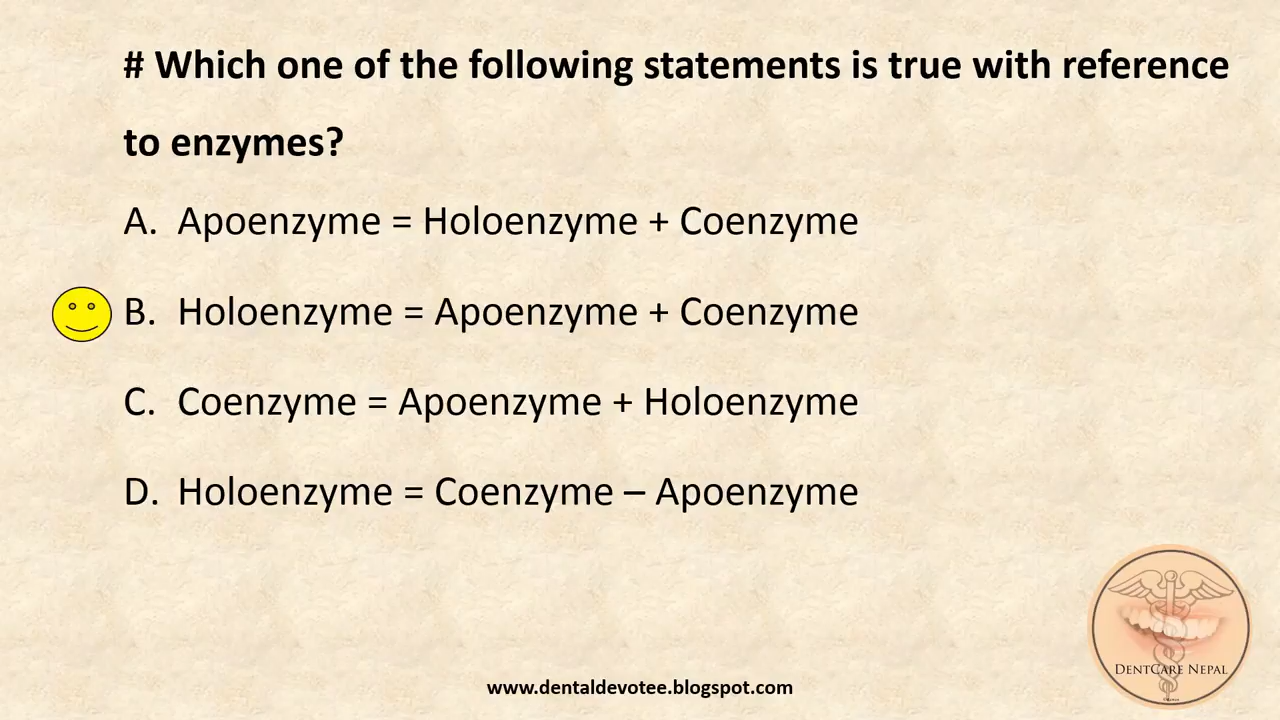 # Which one of the following statements is true with reference
to enzymes?
A. Apoenzyme = Holoenzyme + Coenzyme
B. Holoenzyme = Apoenzyme + Coenzyme
C. Coenzyme = Apoenzyme + Holoenzyme
D. Holoenzyme = Coenzyme – Apoenzyme
DentCare Nepal
www.dentaldevotee.blogspot.com